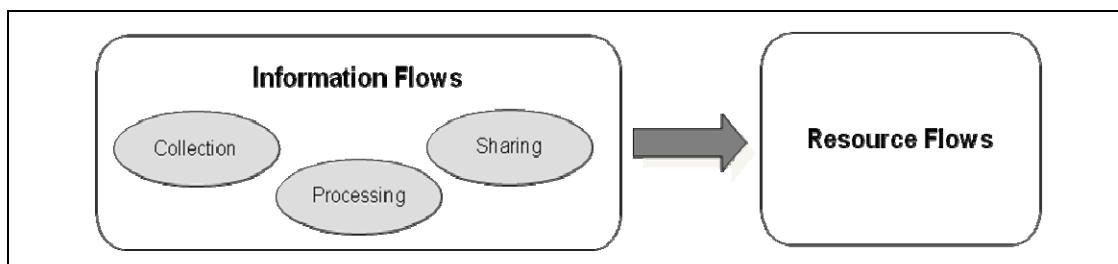 Information Flows
Collection
Processing
Sharing
Resource Flows